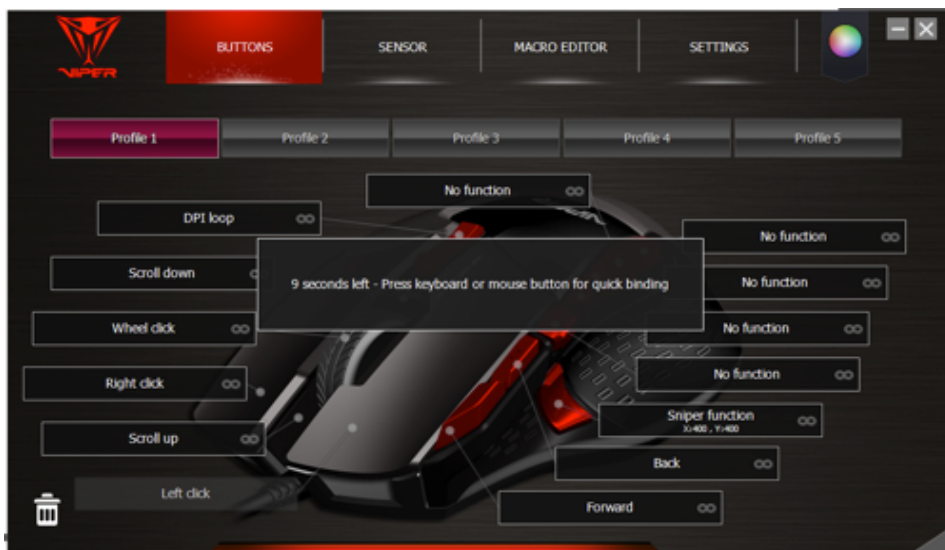 VIPER
BUTTONS
SENSOR
MACRO EDITOR
SETTINGS
Profile 1
Profile 2
Profile 3
Profile 4
Profile 5
No function
DPI loop
No function
Scroll down
No function
9 seconds left - Press keyboard or mouse button for quick binding
Wheel click
No function
Right click
No function
Sniper function
X:400 , Y:400
Scroll up
Back
Left click
Forward